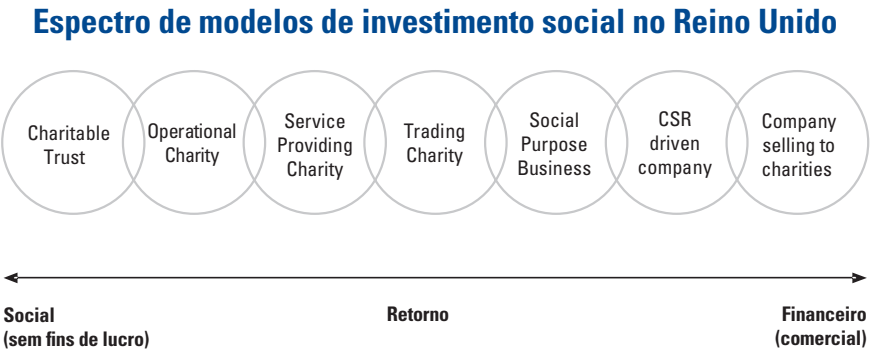 Espectro de modelos de investimento social no Reino Unido
Charitable
Trust
Operational
Charity
Service
Providing
Charity
Trading
Charity
Social
Purpose
Business
CSR
driven
company
Company
selling to
charities
Social
(sem fins de lucro)
Retorno
Financeiro
(comercial)